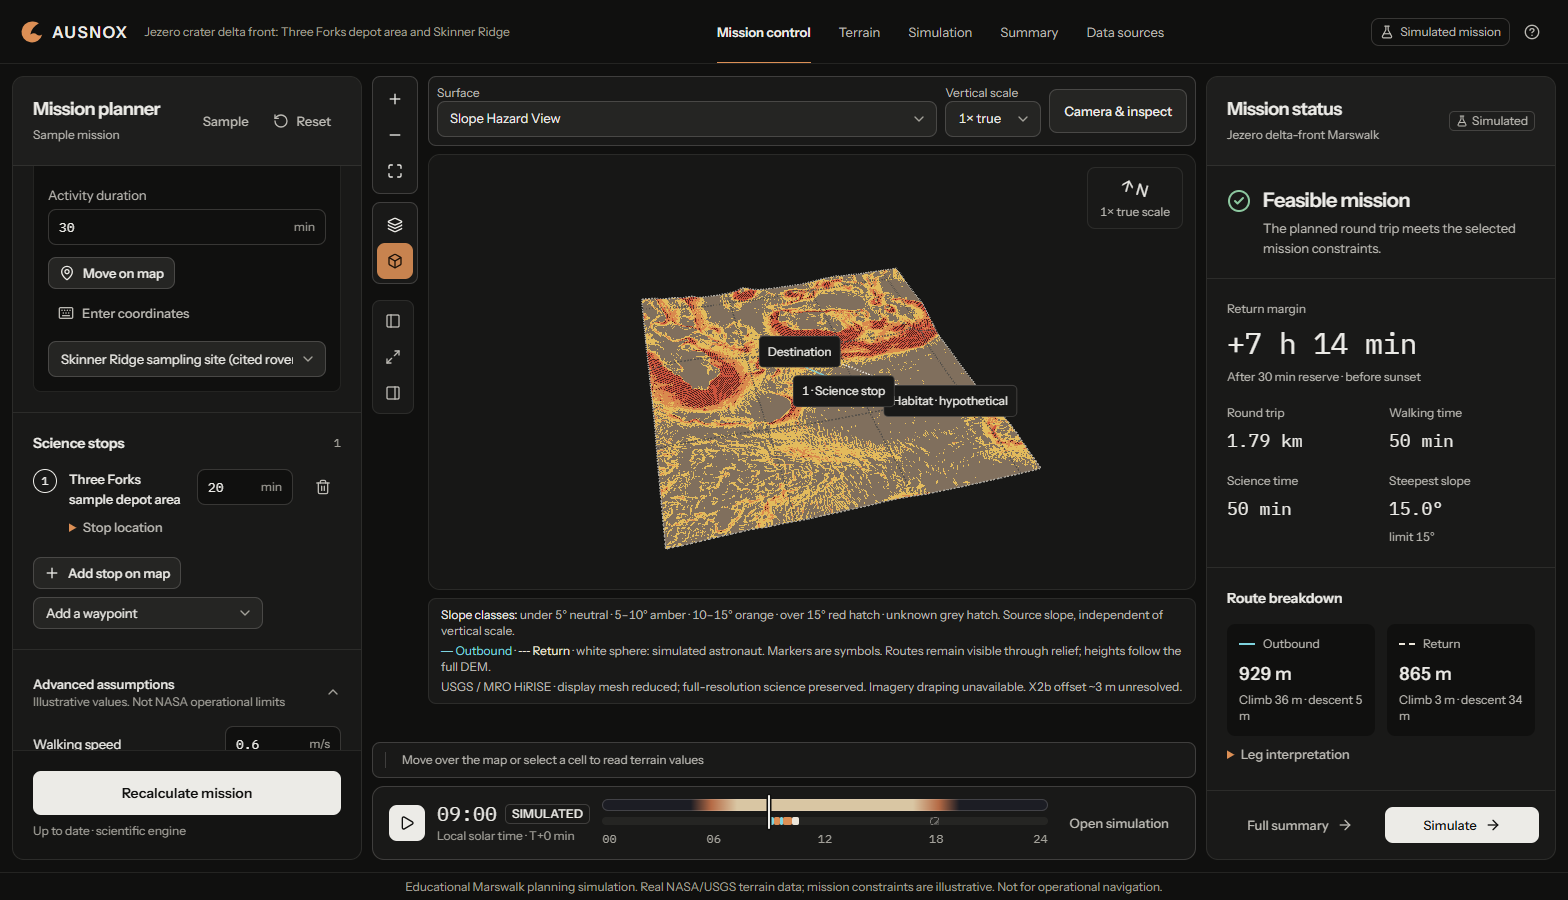 AUSNOX
Jezero crater delta front: Three Forks depot area and Skinner Ridge
Mission control
Terrain
Simulation
Summary
Data sources
Simulated mission
Mission planner
Sample mission
Sample
Reset
Activity duration
30 min
Move on map
Enter coordinates
Skinner Ridge sampling site (cited rover
Science stops 1
1
Three Forks
sample depot area
20 min
Stop location
Add stop on map
Add a waypoint
Advanced assumptions
Illustrative values. Not NASA operational limits
Walking speed 0.6 m/s
Recalculate mission
Up to date · scientific engine
Surface
Slope Hazard View
Vertical scale
1× true
Camera & inspect
N
1× true scale
Destination
1 · Science stop
Habitat · hypothetical
Slope classes: under 5° neutral · 5–10° amber · 10–15° orange · over 15° red hatch · unknown grey hatch. Source slope, independent of
vertical scale.
— Outbound · --- Return · white sphere: simulated astronaut. Markers are symbols. Routes remain visible through relief; heights follow the
full DEM.
USGS / MRO HiRISE · display mesh reduced; full-resolution science preserved. Imagery draping unavailable. X2b offset −3 m unresolved.
Move over the map or select a cell to read terrain values
09:00 SIMULATED
Local solar time · T+0 min
00 06 12 18 24
Open simulation
Mission status
Jezero delta-front Marswalk
Simulated
Feasible mission
The planned round trip meets the selected
mission constraints.
Return margin
+7 h 14 min
After 30 min reserve · before sunset
Round trip
1.79 km
Walking time
50 min
Science time
50 min
Steepest slope
15.0°
limit 15°
Route breakdown
Outbound
929 m
Climb 36 m · descent 5
m
Return
865 m
Climb 3 m · descent 34
m
Leg interpretation
Full summary
Simulate
Educational Marswalk planning simulation. Real NASA/USGS terrain data; mission constraints are illustrative. Not for operational navigation.